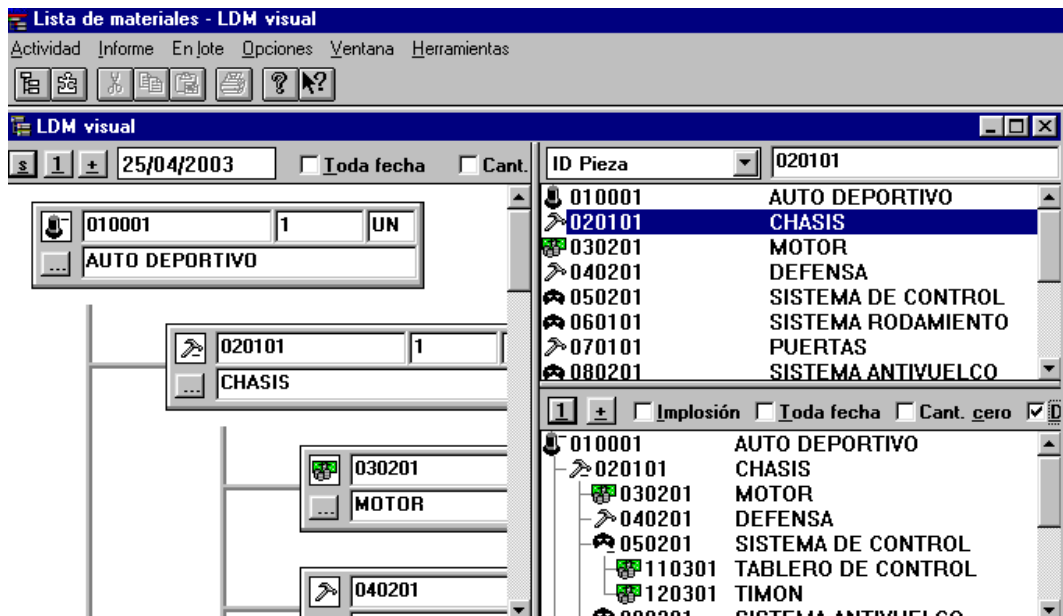 Lista de materiales - LDM visual
Actividad Informe En lote Opciones Ventana Herramientas
LDM visual
s 1 ± 25/04/2003 Toda fecha Cant.
010001 1 UN
AUTO DEPORTIVO
020101 1
CHASIS
030201
MOTOR
040201
ID Pieza 020101
010001 AUTO DEPORTIVO
020101 CHASIS
030201 MOTOR
040201 DEFENSA
050201 SISTEMA DE CONTROL
060101 SISTEMA RODAMIENTO
070101 PUERTAS
080201 SISTEMA ANTIVUELCO
1 ± Implosión Toda fecha Cant. cero D
010001 AUTO DEPORTIVO
020101 CHASIS
030201 MOTOR
040201 DEFENSA
050201 SISTEMA DE CONTROL
110301 TABLERO DE CONTROL
120301 TIMON
080201 SISTEMA ANTIVUELCO